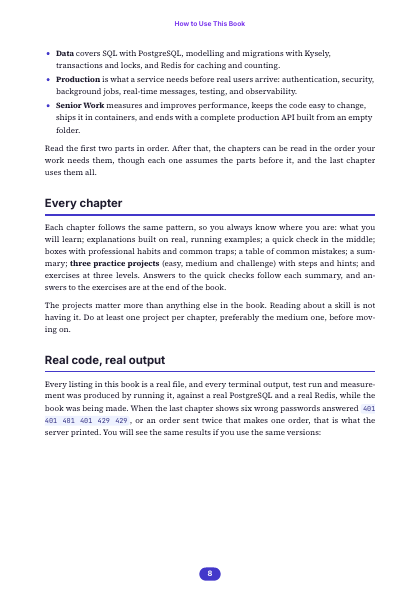 How to Use This Book
• Data covers SQL with PostgreSQL, modelling and migrations with Kysely,
transactions and locks, and Redis for caching and counting.
• Production is what a service needs before real users arrive: authentication, security,
background jobs, real-time messages, testing, and observability.
• Senior Work measures and improves performance, keeps the code easy to change,
ships it in containers, and ends with a complete production API built from an empty
folder.
Read the first two parts in order. After that, the chapters can be read in the order your
work needs them, though each one assumes the parts before it, and the last chapter
uses them all.
Every chapter
Each chapter follows the same pattern, so you always know where you are: what you
will learn; explanations built on real, running examples; a quick check in the middle;
boxes with professional habits and common traps; a table of common mistakes; a sum-
mary; three practice projects (easy, medium and challenge) with steps and hints; and
exercises at three levels. Answers to the quick checks follow each summary, and an-
swers to the exercises are at the end of the book.
The projects matter more than anything else in the book. Reading about a skill is not
having it. Do at least one project per chapter, preferably the medium one, before mov-
ing on.
Real code, real output
Every listing in this book is a real file, and every terminal output, test run and measure-
ment was produced by running it, against a real PostgreSQL and a real Redis, while the
book was being made. When the last chapter shows six wrong passwords answered 401
401 401 401 429 429, or an order sent twice that makes one order, that is what the
server printed. You will see the same results if you use the same versions:
8